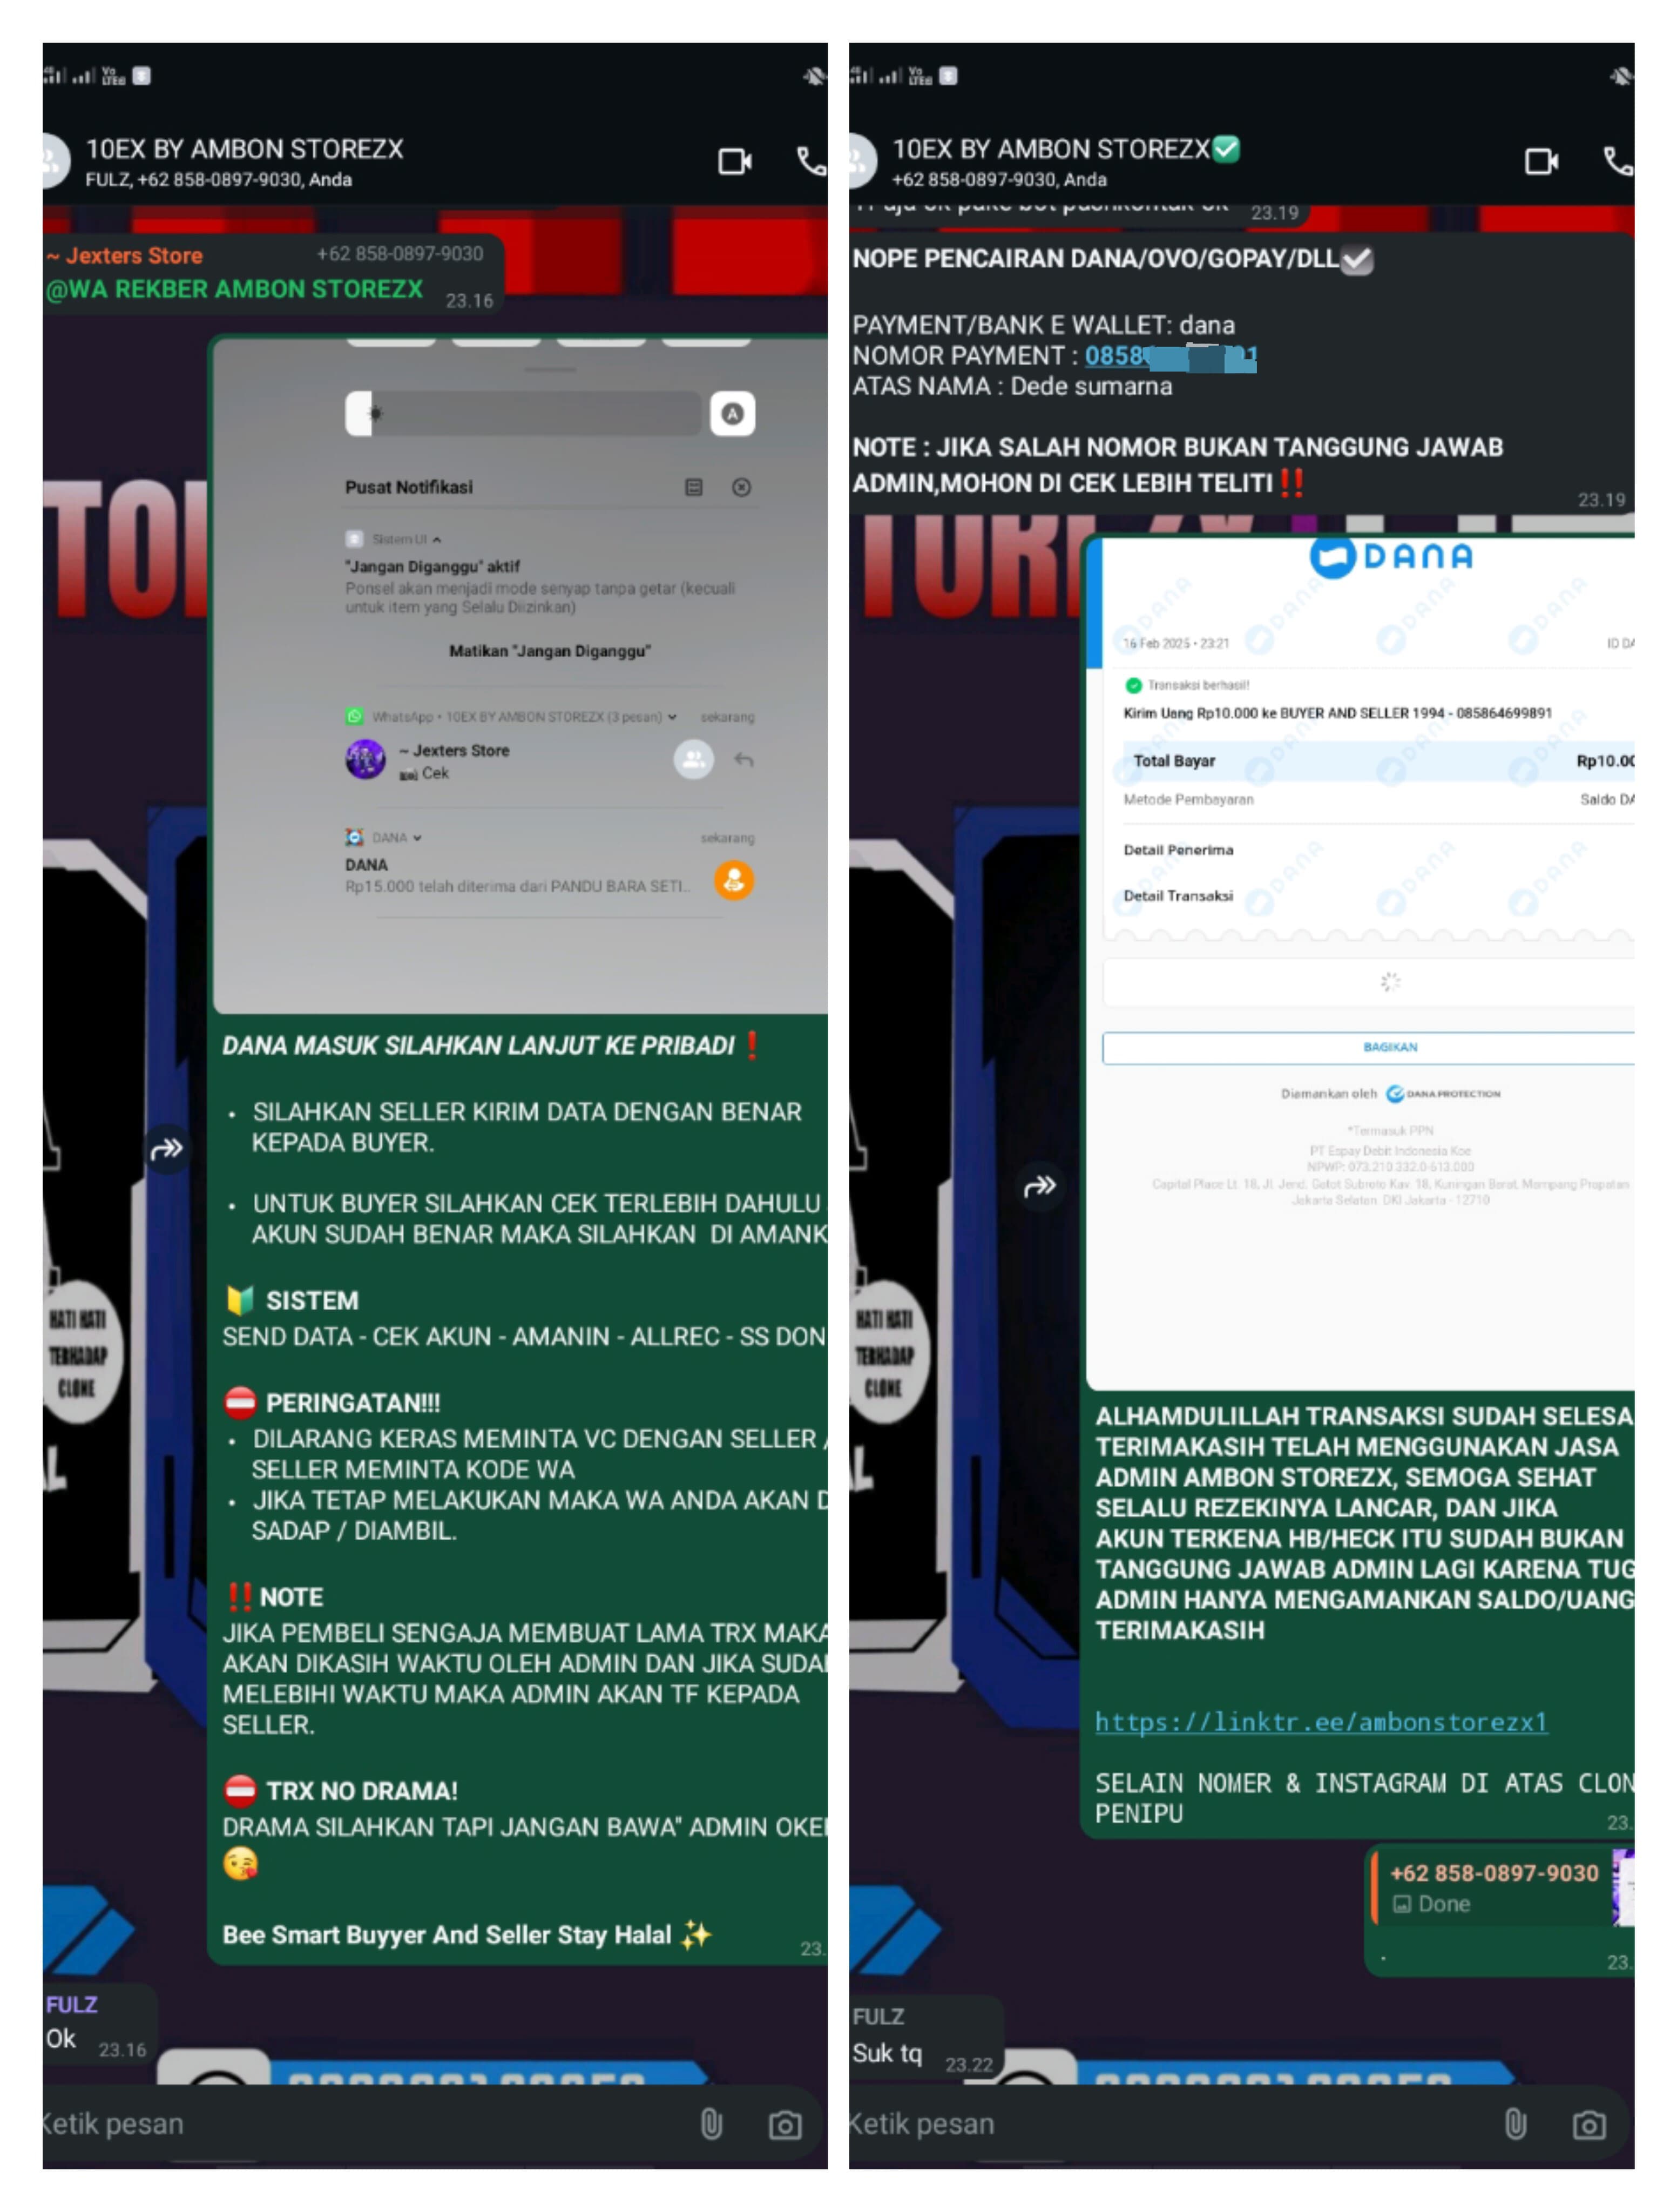 10EX BY AMBON STOREZX
FULZ, +62 858-0897-9030, Anda
~ Jexters Store +62 858-0897-9030
@WA REKBER AMBON STOREZX 23.16
A
Pusat Notifikasi
Sistem UI
"Jangan Diganggu" aktif
Ponsel akan menjadi mode senyap tanpa getar (kecuali
untuk item yang Selalu Diizinkan)
Matikan "Jangan Diganggu"
WhatsApp • 10EX BY AMBON STOREZX (3 pesan) sekarang
~ Jexters Store
📷 Cek
DANA sekarang
DANA
Rp15.000 telah diterima dari PANDU BARA SETI..
DANA MASUK SILAHKAN LANJUT KE PRIBADI❗
• SILAHKAN SELLER KIRIM DATA DENGAN BENAR
KEPADA BUYER.
• UNTUK BUYER SILAHKAN CEK TERLEBIH DAHULU
AKUN SUDAH BENAR MAKA SILAHKAN DI AMANK
🔰 SISTEM
SEND DATA - CEK AKUN - AMANIN - ALLREC - SS DON
⛔ PERINGATAN!!!
• DILARANG KERAS MEMINTA VC DENGAN SELLER /
SELLER MEMINTA KODE WA
• JIKA TETAP MELAKUKAN MAKA WA ANDA AKAN D
SADAP / DIAMBIL.
‼️NOTE
JIKA PEMBELI SENGAJA MEMBUAT LAMA TRX MAKA
AKAN DIKASIH WAKTU OLEH ADMIN DAN JIKA SUDA
MELEBIHI WAKTU MAKA ADMIN AKAN TF KEPADA
SELLER.
⛔ TRX NO DRAMA!
DRAMA SILAHKAN TAPI JANGAN BAWA" ADMIN OKE
😘
Bee Smart Buyyer And Seller Stay Halal ✨
23.
HATI HATI
TERHADAP
CLONE
FULZ
Ok 23.16
Ketik pesan
10EX BY AMBON STOREZX✅
+62 858-0897-9030, Anda
23.19
NOPE PENCAIRAN DANA/OVO/GOPAY/DLL☑️
PAYMENT/BANK E WALLET: dana
NOMOR PAYMENT : 0858 91
ATAS NAMA : Dede sumarna
NOTE : JIKA SALAH NOMOR BUKAN TANGGUNG JAWAB
ADMIN,MOHON DI CEK LEBIH TELITI‼️
23.19
DANA
16 Feb 2025 • 23:21 ID DA
Transaksi berhasil!
Kirim Uang Rp10.000 ke BUYER AND SELLER 1994 - 085864699891
Total Bayar Rp10.00
Metode Pembayaran Saldo DA
Detail Penerima
Detail Transaksi
BAGIKAN
Diamankan oleh DANA PROTECTION
*Termasuk PPN
PT Espay Debit Indonesia Koe
NPWP: 073.210.332.0-613.000
Capital Place Lt. 18, Jl. Jend. Gatot Subroto Kav. 18, Kuningan Barat, Mampang Prapatan
Jakarta Selatan, DKI Jakarta - 12710
ALHAMDULILLAH TRANSAKSI SUDAH SELESA
TERIMAKASIH TELAH MENGGUNAKAN JASA
ADMIN AMBON STOREZX, SEMOGA SEHAT
SELALU REZEKINYA LANCAR, DAN JIKA
AKUN TERKENA HB/HECK ITU SUDAH BUKAN
TANGGUNG JAWAB ADMIN LAGI KARENA TUG
ADMIN HANYA MENGAMANKAN SALDO/UANG
TERIMAKASIH
https://linktr.ee/ambonstorezx1
SELAIN NOMER & INSTAGRAM DI ATAS CLON
PENIPU
23.
HATI HATI
TERHADAP
CLONE
+62 858-0897-9030
Done
.
23.
FULZ
Suk tq 23.22
Ketik pesan